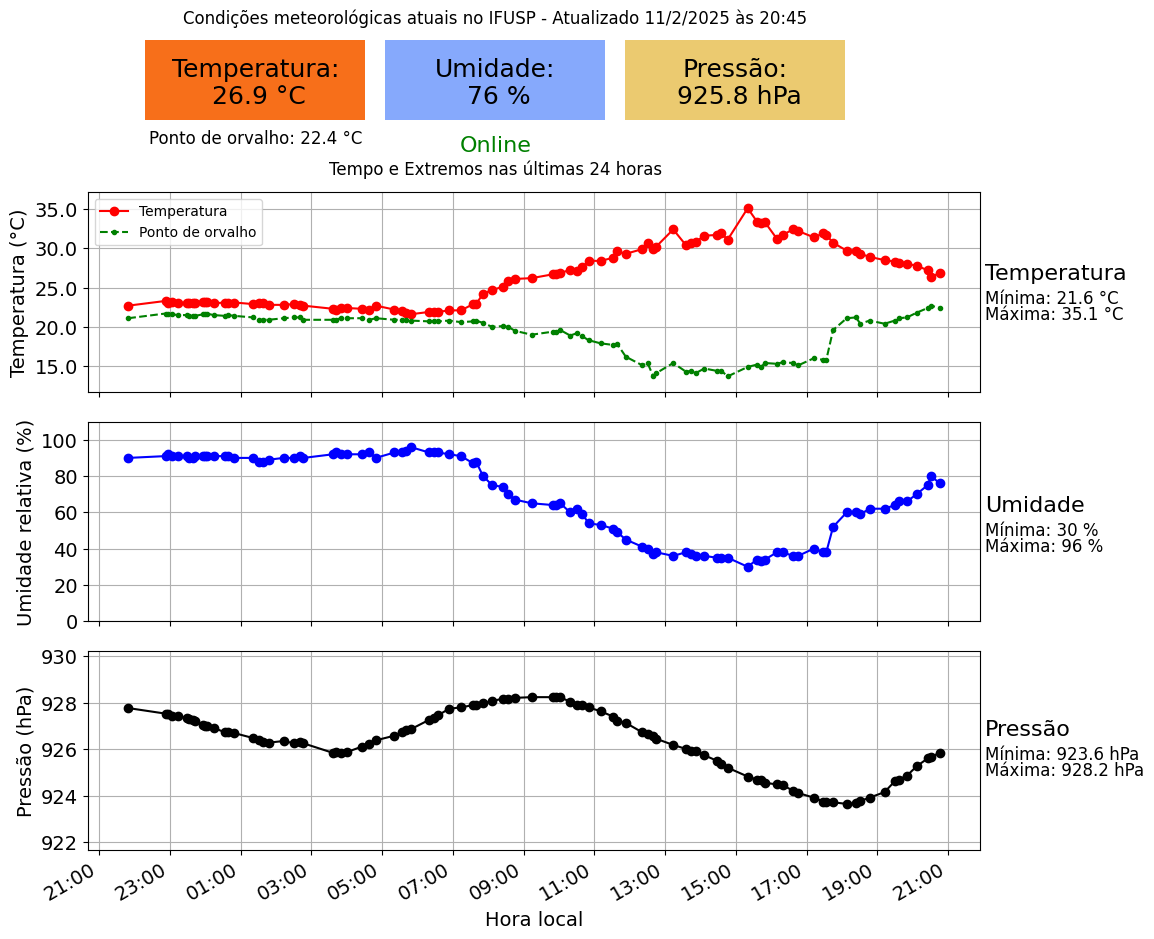 Condições meteorológicas atuais no IFUSP - Atualizado 11/2/2025 às 20:45
Temperatura:
26.9 °C
Umidade:
76 %
Pressão:
925.8 hPa
Ponto de orvalho: 22.4 °C
Online
Tempo e Extremos nas últimas 24 horas
Temperatura (°C)
35.0
30.0
25.0
20.0
15.0
Temperatura
Ponto de orvalho
Temperatura
Mínima: 21.6 °C
Máxima: 35.1 °C
Umidade relativa (%)
100
80
60
40
20
0
Umidade
Mínima: 30 %
Máxima: 96 %
Pressão (hPa)
930
928
926
924
922
Pressão
Mínima: 923.6 hPa
Máxima: 928.2 hPa
21:00 23:00 01:00 03:00 05:00 07:00 09:00 11:00 13:00 15:00 17:00 19:00 21:00
Hora local